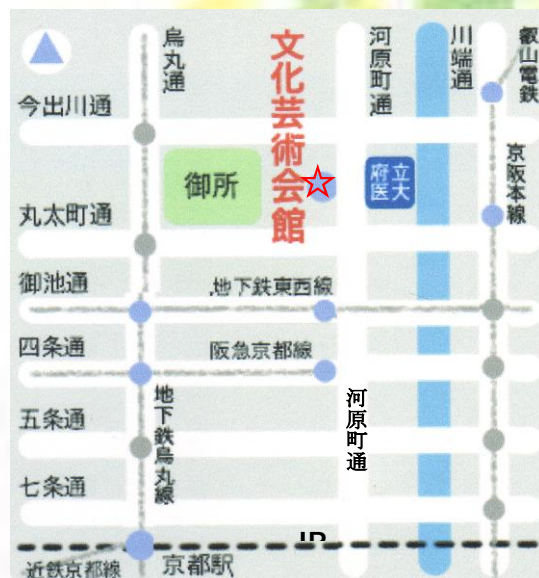 烏丸通
文化芸術会館
河原町通
川端通
叡山電鉄
今出川通
京阪本線
御所
府立
医大
丸太町通
御池通
地下鉄東西線
四条通
阪急京都線
地下鉄烏丸線
河原町通
五条通
七条通
JR
近鉄京都線
京都駅